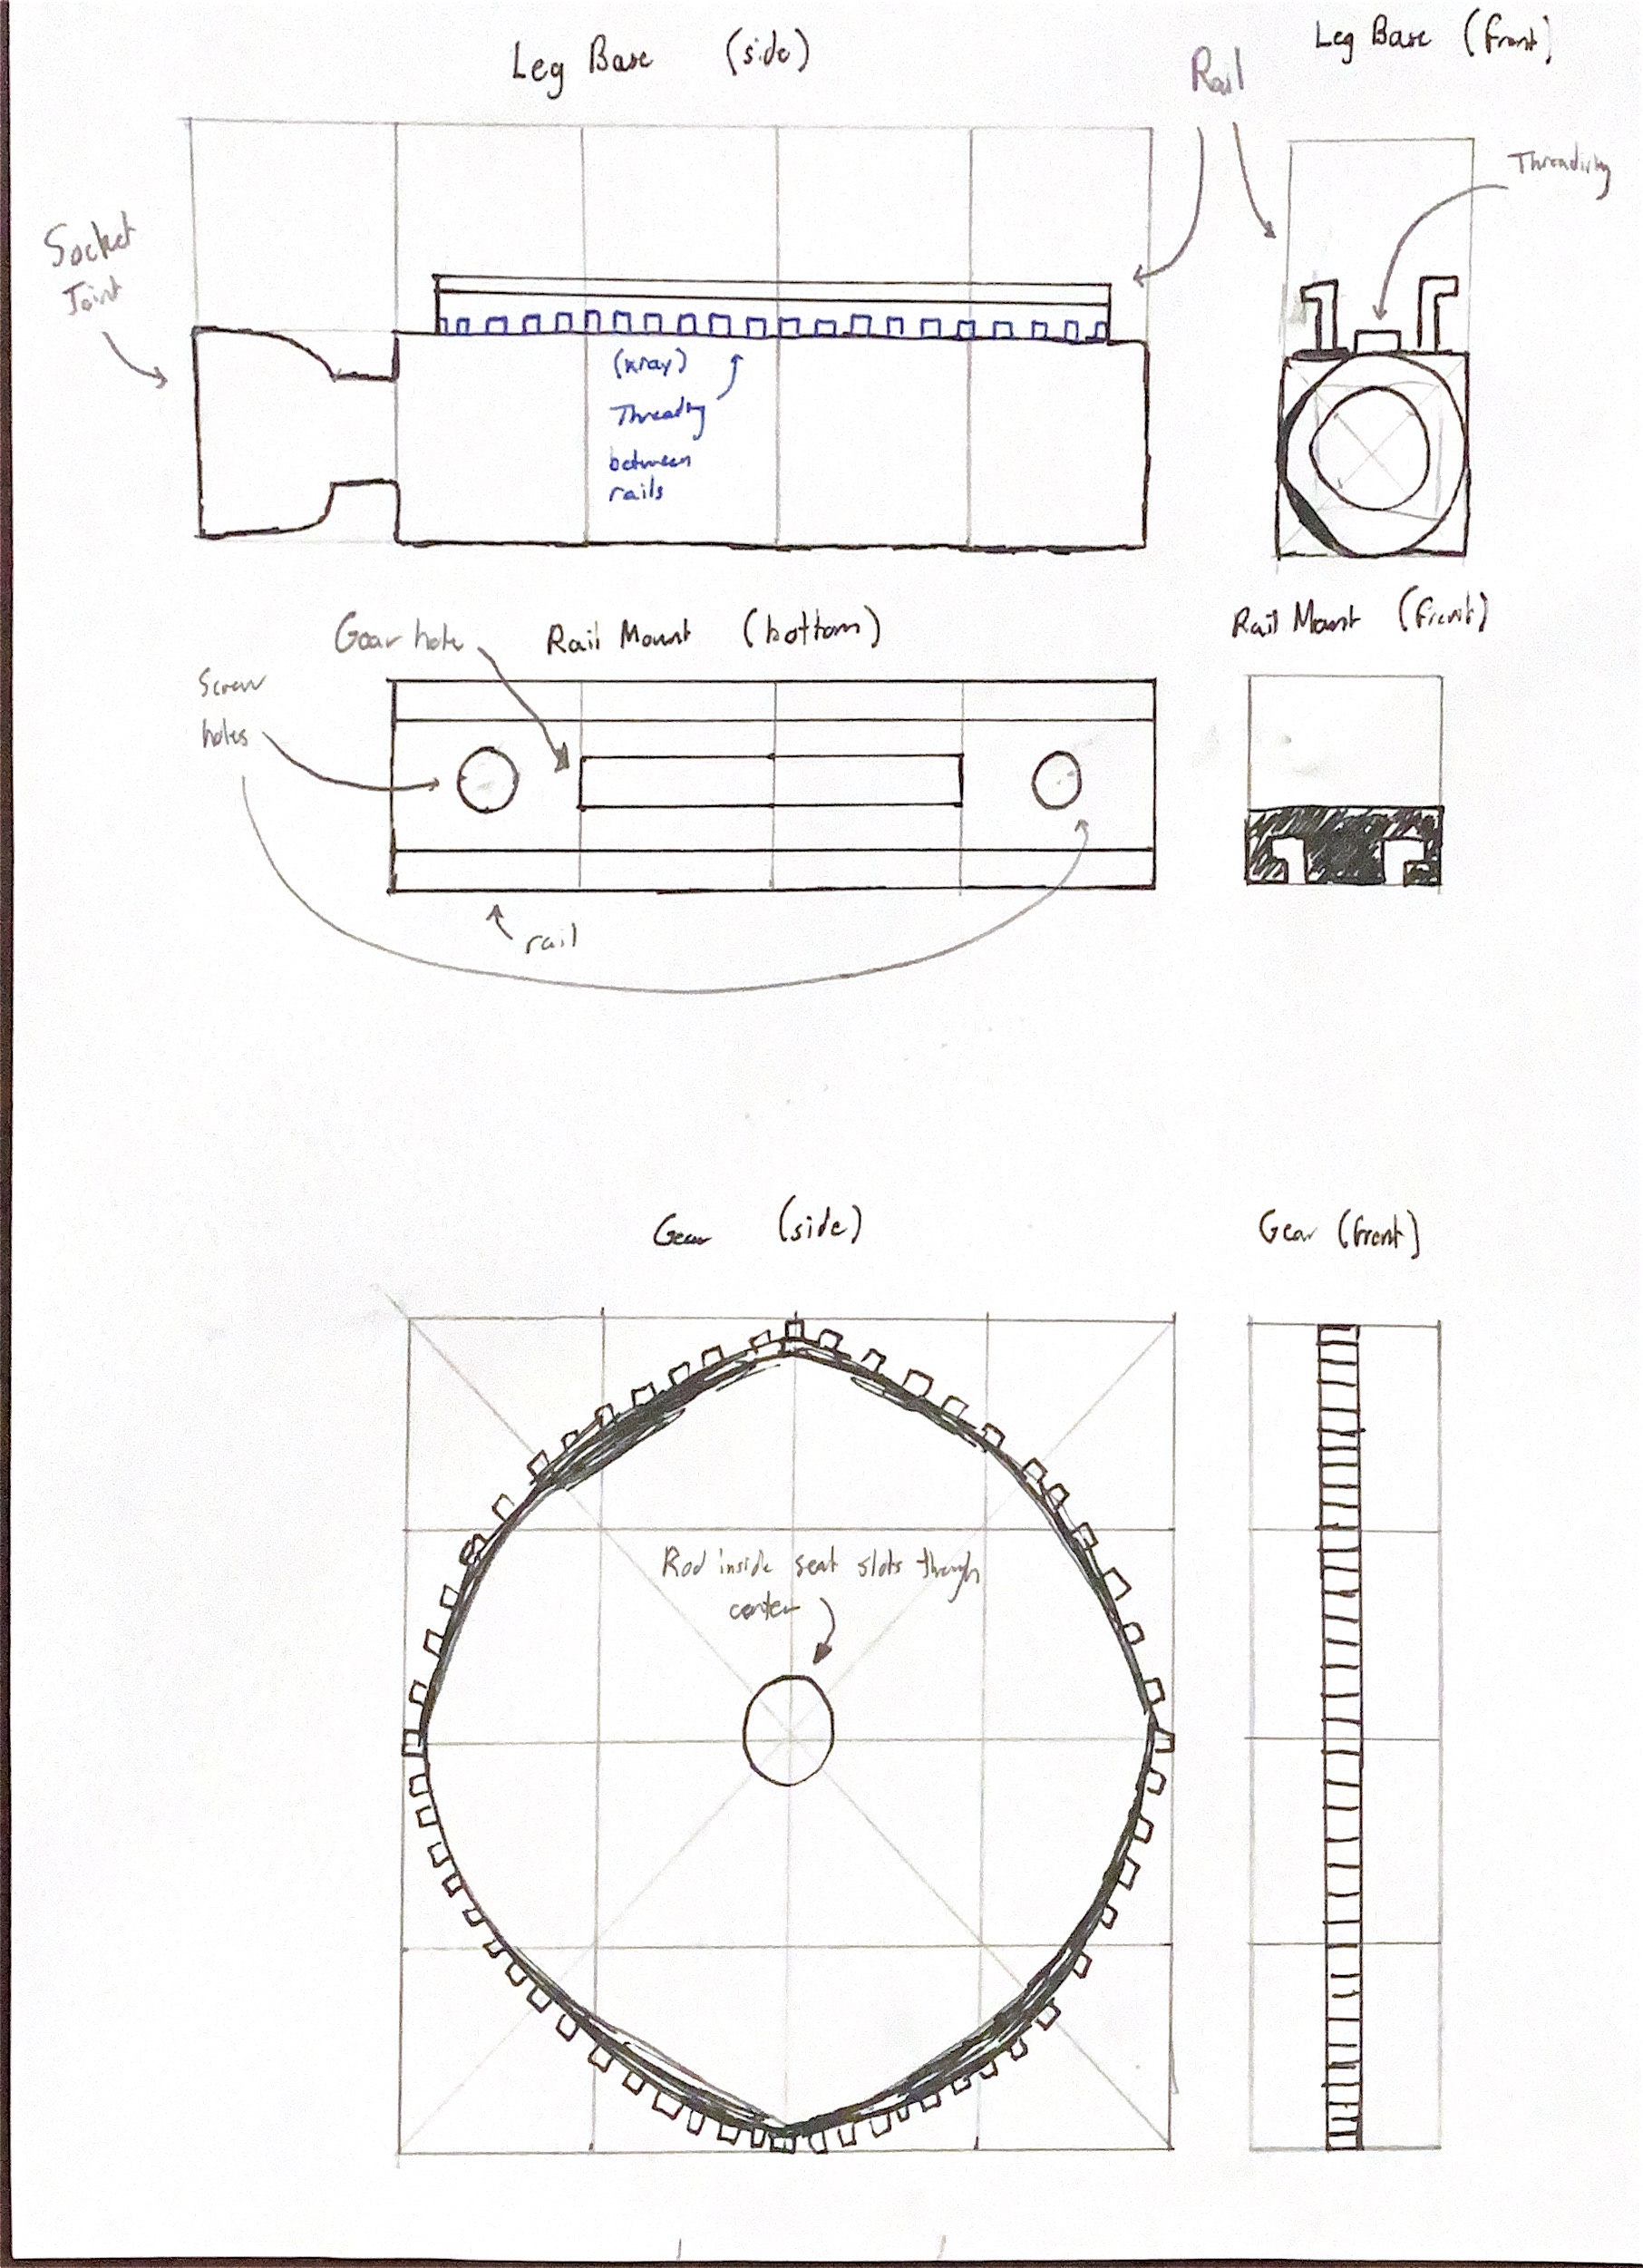 Leg Base (side)
Leg Base (front)
Rail
Threading
Socket
Joint
(xray)
Threading
between
rails
Gear hole
Rail Mount (bottom)
Rail Mount (front)
Screw
holes
rail
Gear (side)
Gear (front)
Rod inside seat slots through
center